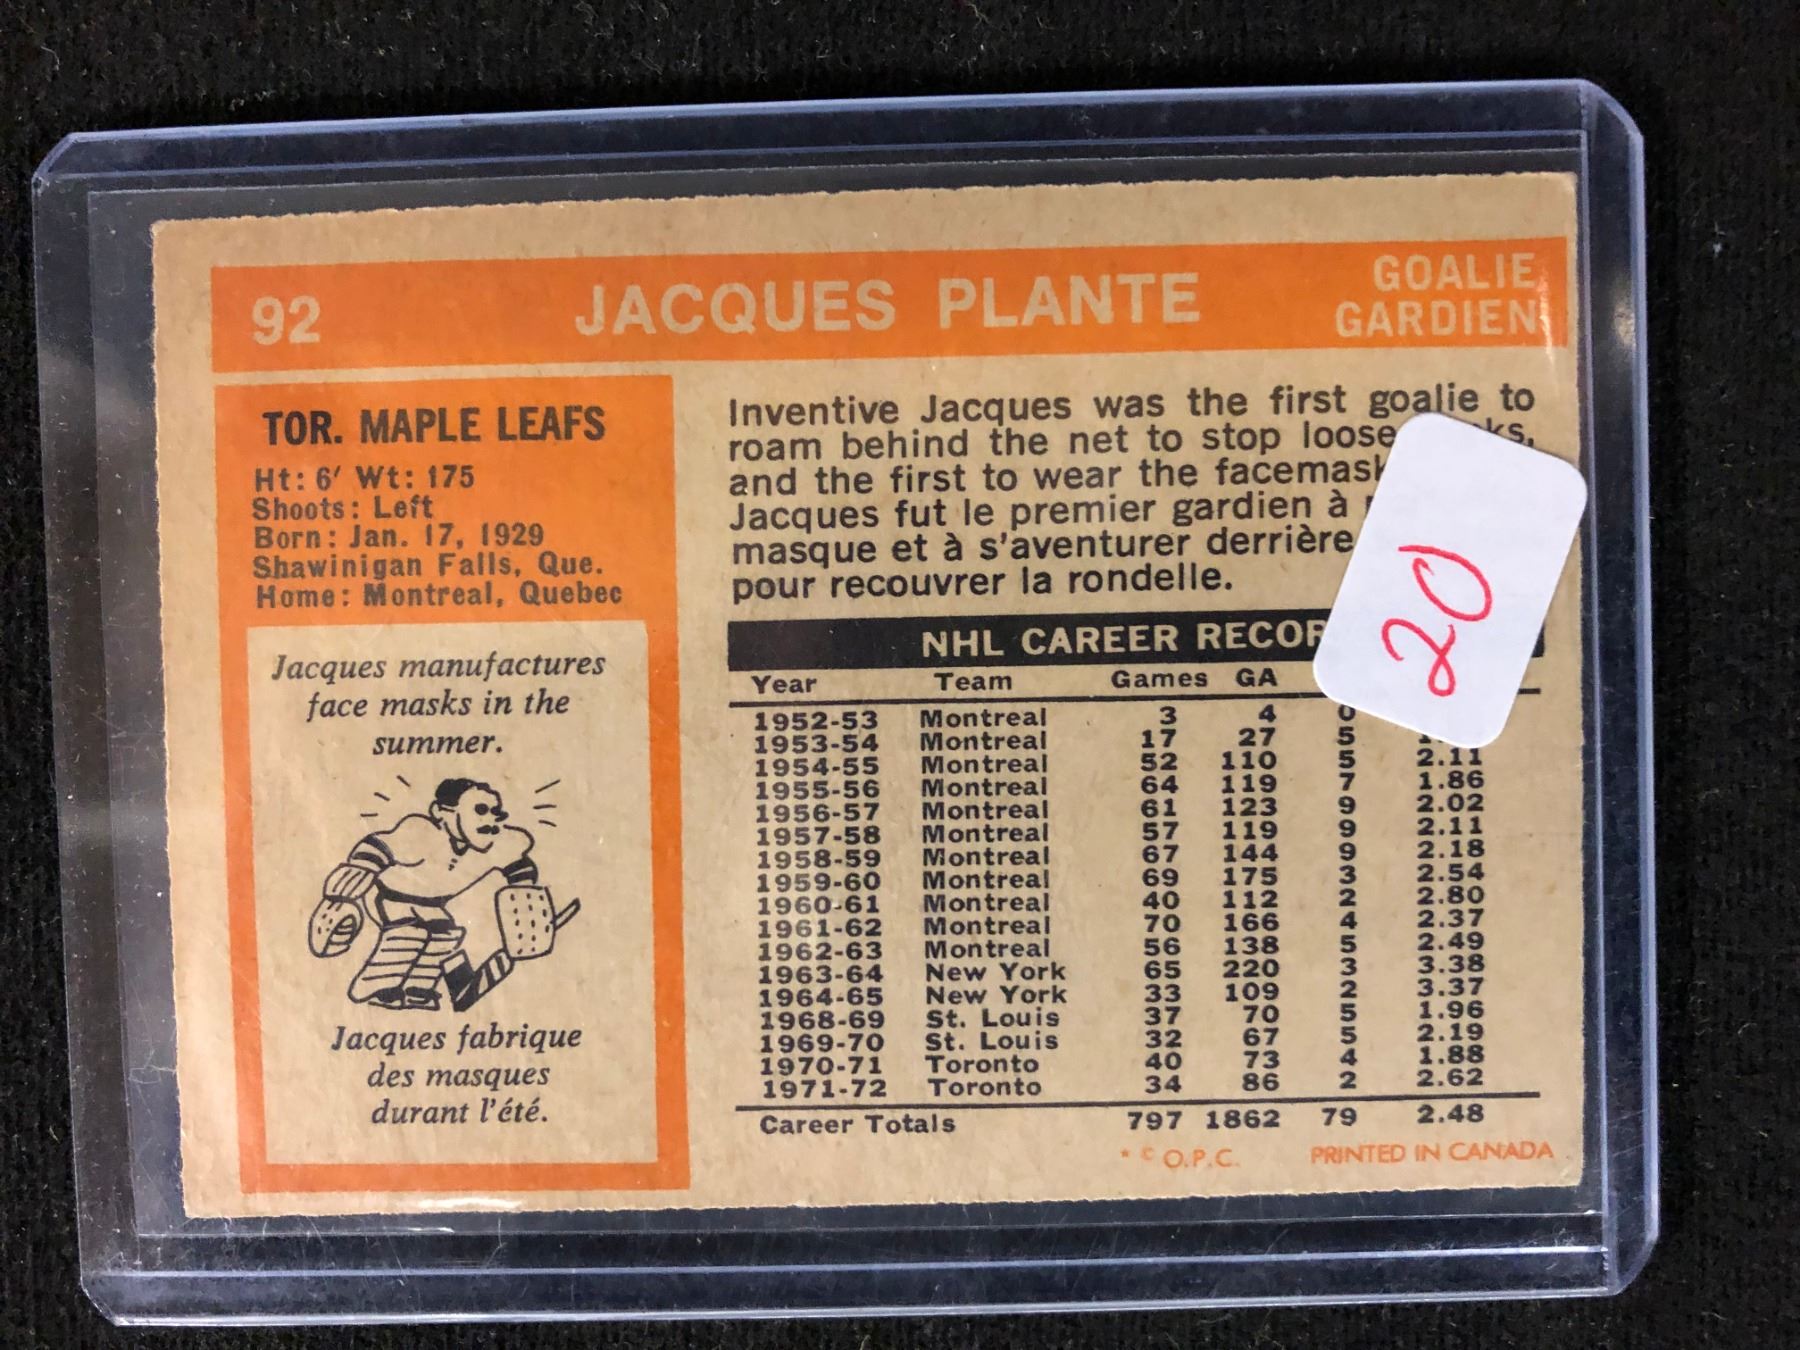 92 JACQUES PLANTE GOALIE
GARDIEN
TOR. MAPLE LEAFS
Ht: 6' Wt: 175
Shoots: Left
Born: Jan. 17, 1929
Shawinigan Falls, Que.
Home: Montreal, Quebec
Jacques manufactures
face masks in the
summer.
Jacques fabrique
des masques
durant l'été.
Inventive Jacques was the first goalie to
roam behind the net to stop loose
and the first to wear the
Jacques fut le premier gardien à
masque et à s'aventurer derrière
pour recouvrer la rondelle.
20
NHL CAREER
Year Team Games GA
1952-53 Montreal 3 4 0
1953-54 Montreal 17 27 5
1954-55 Montreal 52 110 5 2.11
1955-56 Montreal 64 119 7 1.86
1956-57 Montreal 61 123 9 2.02
1957-58 Montreal 57 119 9 2.11
1958-59 Montreal 67 144 9 2.18
1959-60 Montreal 69 175 3 2.54
1960-61 Montreal 40 112 2 2.80
1961-62 Montreal 70 166 4 2.37
1962-63 Montreal 56 138 5 2.49
1963-64 New York 65 220 3 3.38
1964-65 New York 33 109 2 3.37
1968-69 St. Louis 37 70 5 1.96
1969-70 St. Louis 32 67 5 2.19
1970-71 Toronto 40 73 4 1.88
1971-72 Toronto 34 86 2 2.62
Career Totals 797 1862 79 2.48
* © O.P.C. PRINTED IN CANADA